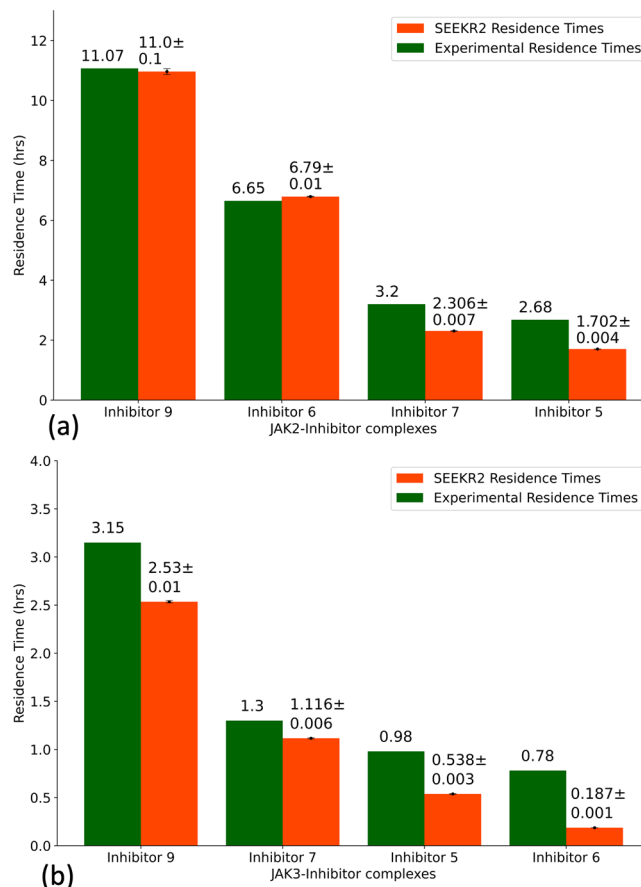 SEEKR2 Residence Times
Experimental Residence Times
12
10
8
6
4
2
0
Residence Time (hrs)
11.07
11.0±
0.1
6.65
6.79±
0.01
3.2
2.306±
0.007
2.68
1.702±
0.004
Inhibitor 9
Inhibitor 6
Inhibitor 7
Inhibitor 5
JAK2-Inhibitor complexes
(a)
SEEKR2 Residence Times
Experimental Residence Times
4.0
3.5
3.0
2.5
2.0
1.5
1.0
0.5
0.0
Residence Time (hrs)
3.15
2.53±
0.01
1.3
1.116±
0.006
0.98
0.538±
0.003
0.78
0.187±
0.001
Inhibitor 9
Inhibitor 7
Inhibitor 5
Inhibitor 6
JAK3-Inhibitor complexes
(b)